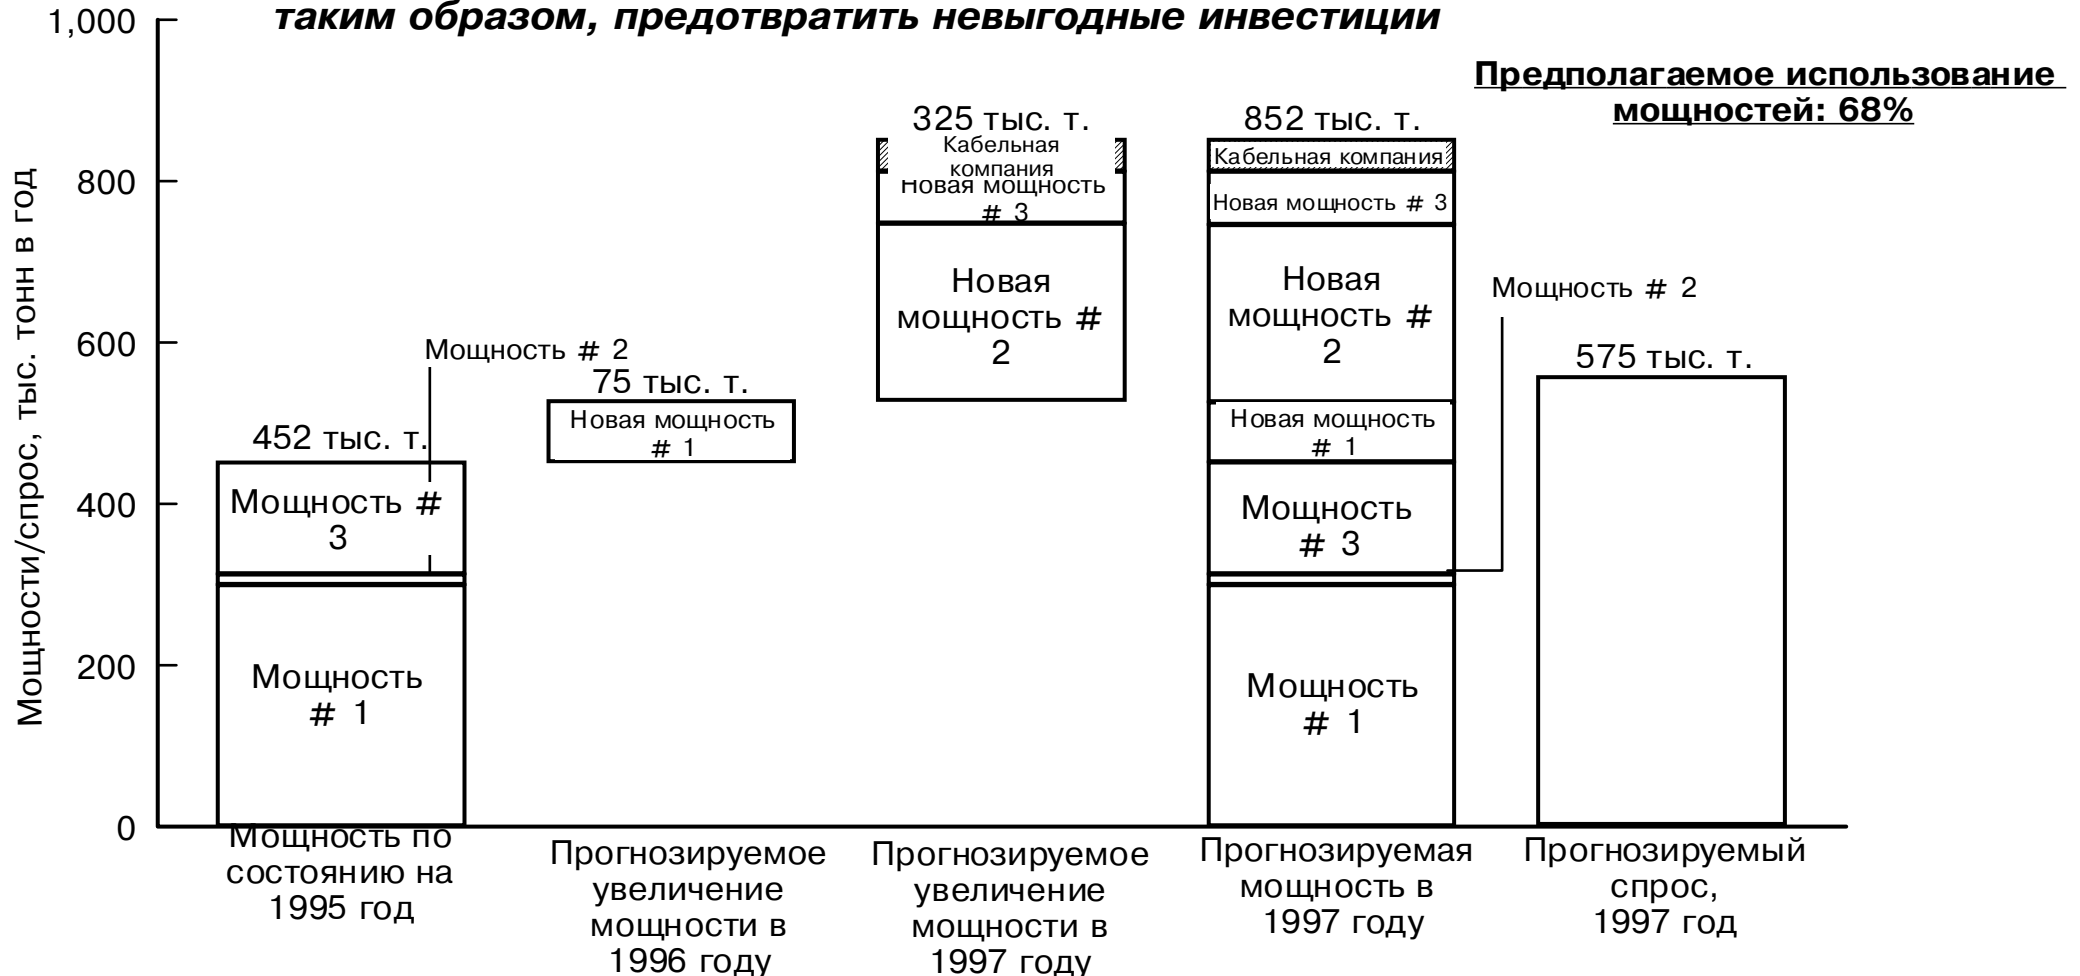 таким образом, предотвратить невыгодные инвестиции
Предполагаемое использование
мощностей: 68%
Мощности/спрос, тыс. тонн в год
1,000
800
600
400
200
0
452 тыс. т.
Мощность # 2
Мощность #
3
Мощность
# 1
75 тыс. т.
Новая мощность
# 1
325 тыс. т.
Кабельная
компания
Новая мощность
# 3
Новая
мощность #
2
852 тыс. т.
Кабельная компания
Новая мощность # 3
Новая
мощность #
2
Новая мощность
# 1
Мощность
# 3
Мощность
# 1
Мощность # 2
575 тыс. т.
Мощность по
состоянию на
1995 год
Прогнозируемое
увеличение
мощности в
1996 году
Прогнозируемое
увеличение
мощности в
1997 году
Прогнозируемая
мощность в
1997 году
Прогнозируемый
спрос,
1997 год